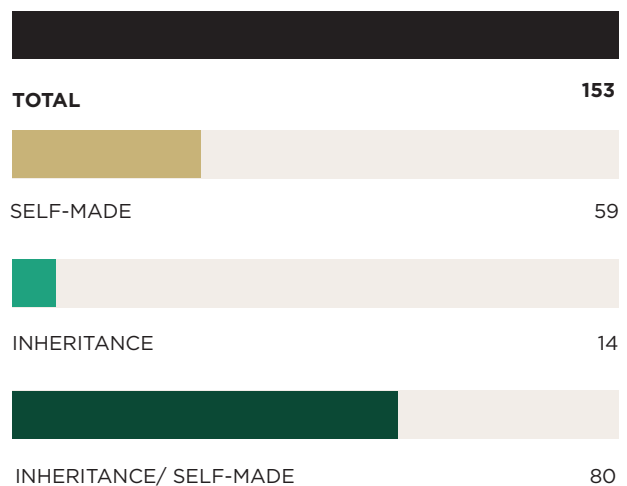 TOTAL 153
SELF-MADE 59
INHERITANCE 14
INHERITANCE/ SELF-MADE 80